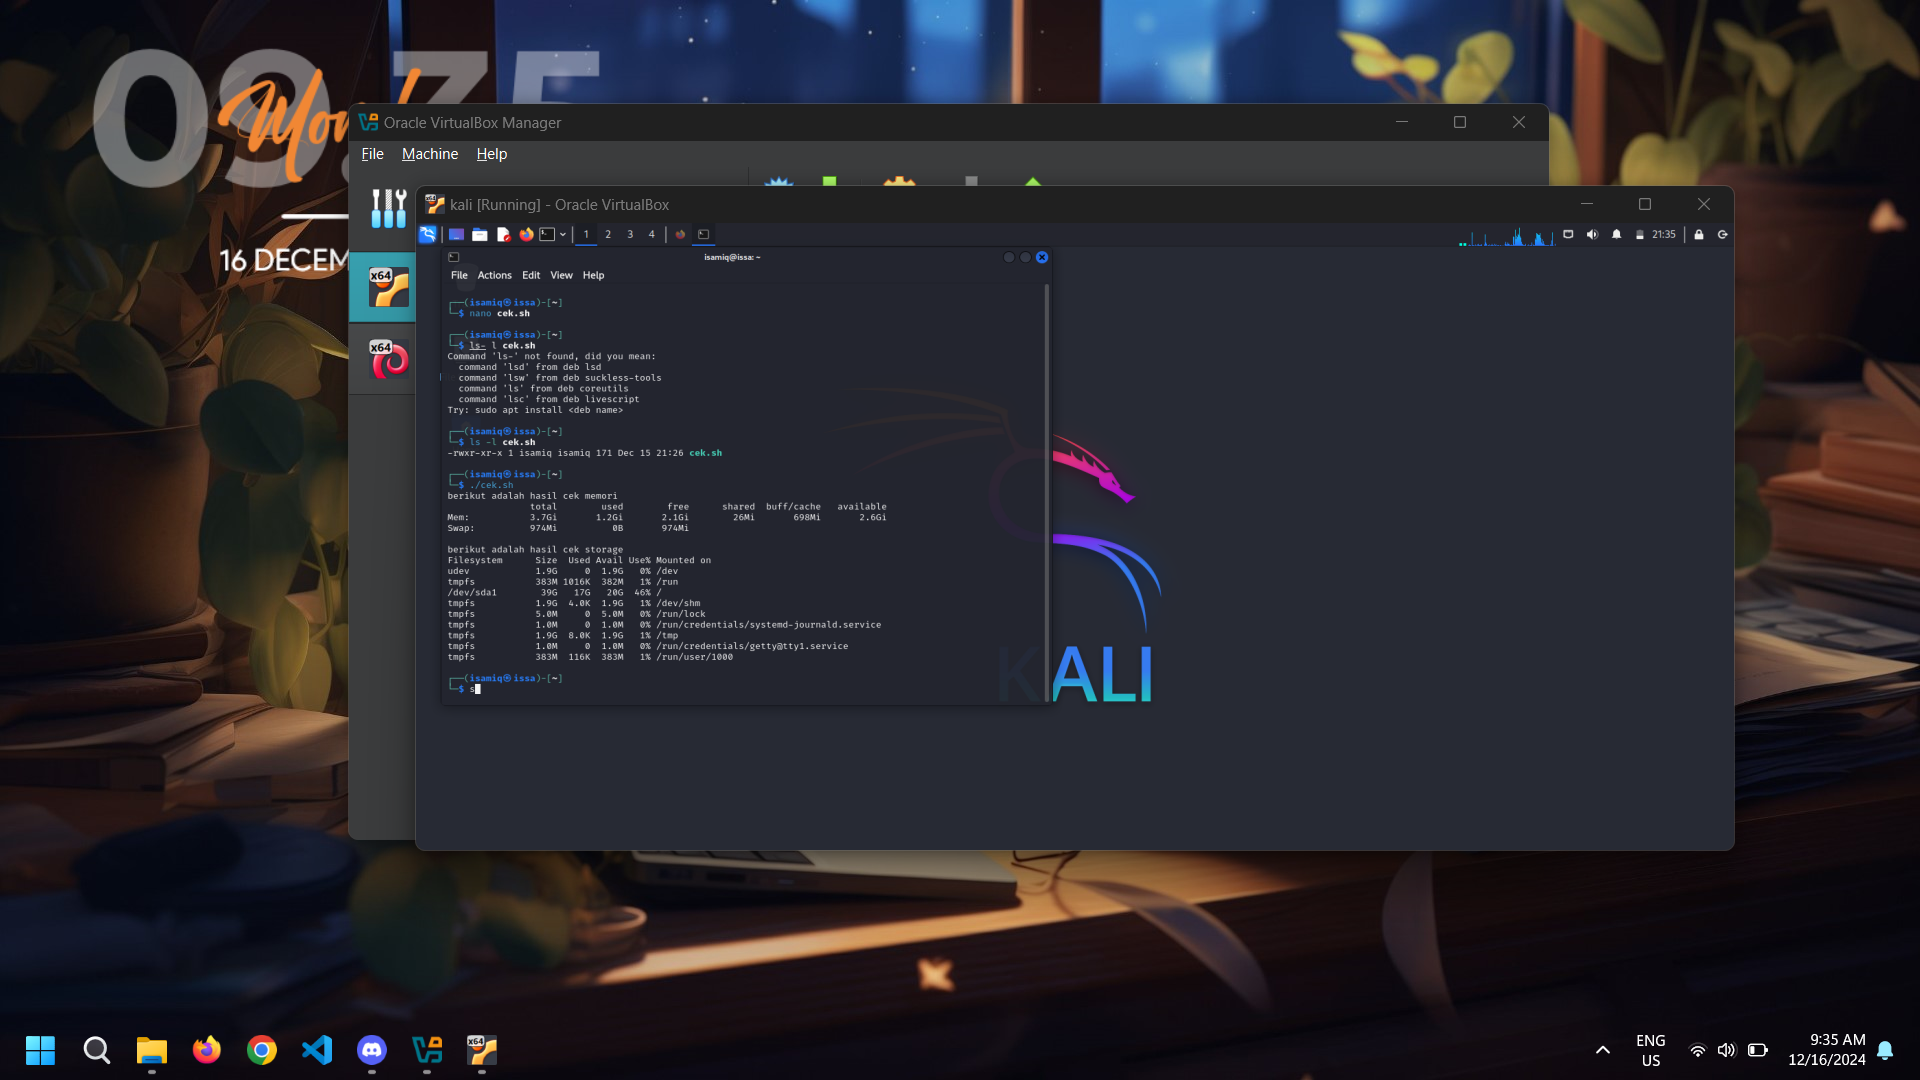 16 DECEM
Oracle VirtualBox Manager
File Machine Help
x64
x64
kali [Running] - Oracle VirtualBox
1 2 3 4
21:35
isamiq@issa: ~
File Actions Edit View Help
┌──(isamiq㉿issa)-[~]
└─$ nano cek.sh
┌──(isamiq㉿issa)-[~]
└─$ ls- l cek.sh
Command 'ls-' not found, did you mean:
command 'lsd' from deb lsd
command 'lsw' from deb suckless-tools
command 'ls' from deb coreutils
command 'lsc' from deb livescript
Try: sudo apt install <deb name>
┌──(isamiq㉿issa)-[~]
└─$ ls -l cek.sh
-rwxr-xr-x 1 isamiq isamiq 171 Dec 15 21:26 cek.sh
┌──(isamiq㉿issa)-[~]
└─$ ./cek.sh
berikut adalah hasil cek memori
total used free shared buff/cache available
Mem: 3.7Gi 1.2Gi 2.1Gi 26Mi 698Mi 2.6Gi
Swap: 974Mi 0B 974Mi
berikut adalah hasil cek storage
Filesystem Size Used Avail Use% Mounted on
udev 1.9G 0 1.9G 0% /dev
tmpfs 383M 1016K 382M 1% /run
/dev/sda1 39G 17G 20G 46% /
tmpfs 1.9G 4.0K 1.9G 1% /dev/shm
tmpfs 5.0M 0 5.0M 0% /run/lock
tmpfs 1.0M 0 1.0M 0% /run/credentials/systemd-journald.service
tmpfs 1.9G 8.0K 1.9G 1% /tmp
tmpfs 1.0M 0 1.0M 0% /run/credentials/getty@tty1.service
tmpfs 383M 116K 383M 1% /run/user/1000
┌──(isamiq㉿issa)-[~]
└─$ s
KALI
x64
ENG
US
9:35 AM
12/16/2024